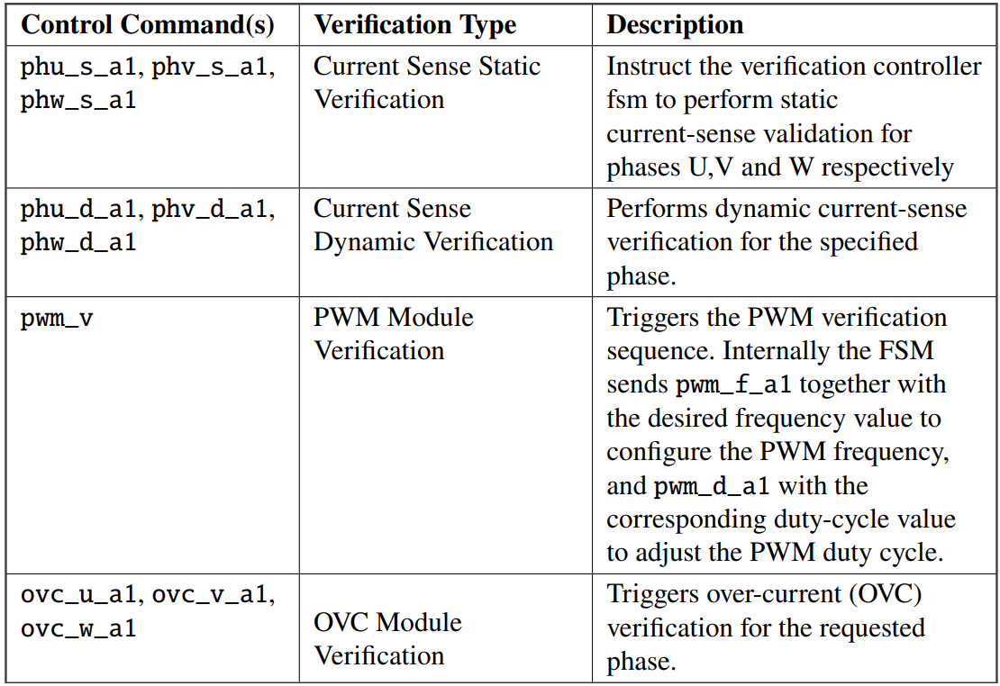 Control Command(s)
Verification Type
Description
phu_s_a1, phv_s_a1,
phw_s_a1
Current Sense Static
Verification
Instruct the verification controller
fsm to perform static
current-sense validation for
phases U,V and W respectively
phu_d_a1, phv_d_a1,
phw_d_a1
Current Sense
Dynamic Verification
Performs dynamic current-sense
verification for the specified
phase.
pwm_v
PWM Module
Verification
Triggers the PWM verification
sequence. Internally the FSM
sends pwm_f_a1 together with
the desired frequency value to
configure the PWM frequency,
and pwm_d_a1 with the
corresponding duty-cycle value
to adjust the PWM duty cycle.
ovc_u_a1, ovc_v_a1,
ovc_w_a1
OVC Module
Verification
Triggers over-current (OVC)
verification for the requested
phase.